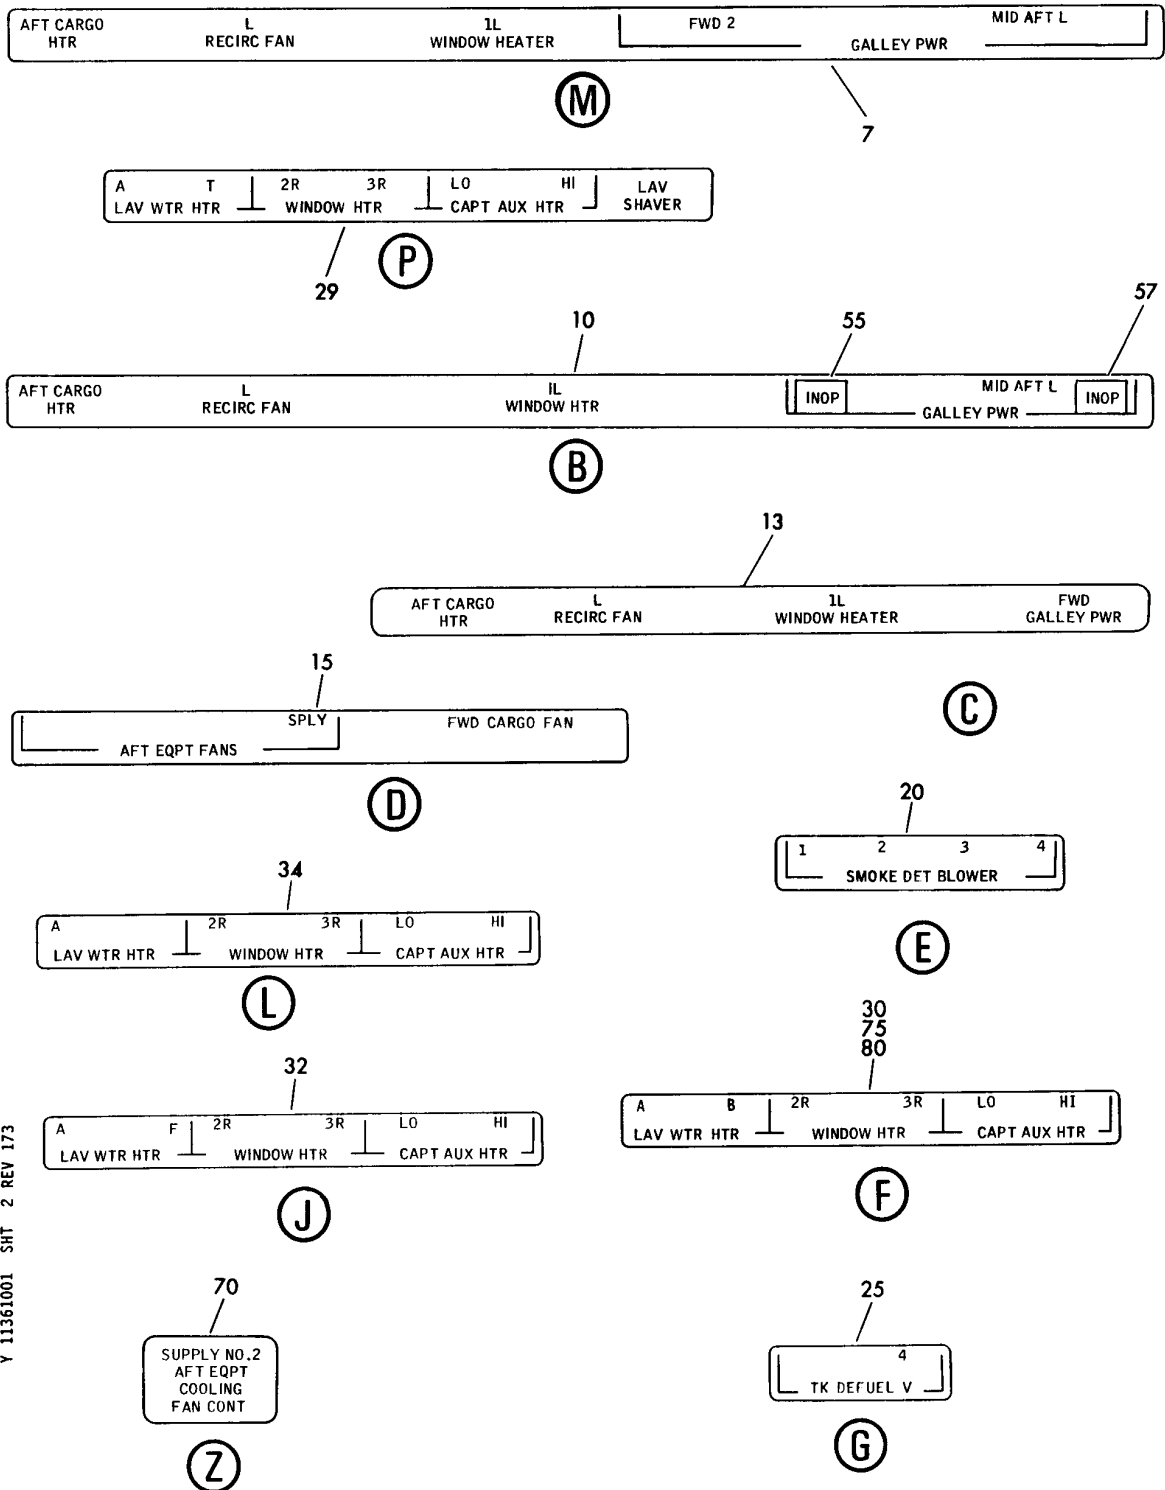 AFT CARGO
HTR
L
RECIRC FAN
1L
WINDOW HEATER
FWD 2
MID AFT L
GALLEY PWR
M
7
A T
LAV WTR HTR
2R 3R
WINDOW HTR
LO HI
CAPT AUX HTR
LAV
SHAVER
P
29
10
55
57
AFT CARGO
HTR
L
RECIRC FAN
IL
WINDOW HTR
INOP
MID AFT L
INOP
GALLEY PWR
B
13
AFT CARGO
HTR
L
RECIRC FAN
1L
WINDOW HEATER
FWD
GALLEY PWR
C
15
SPLY
AFT EQPT FANS
FWD CARGO FAN
D
20
1 2 3 4
SMOKE DET BLOWER
E
34
A
LAV WTR HTR
2R 3R
WINDOW HTR
LO HI
CAPT AUX HTR
L
30
75
80
A B
LAV WTR HTR
2R 3R
WINDOW HTR
LO HI
CAPT AUX HTR
F
32
A F
LAV WTR HTR
2R 3R
WINDOW HTR
LO HI
CAPT AUX HTR
J
70
SUPPLY NO.2
AFT EQPT
COOLING
FAN CONT
Z
25
4
TK DEFUEL V
G
Y 11361001 SHT 2 REV 173